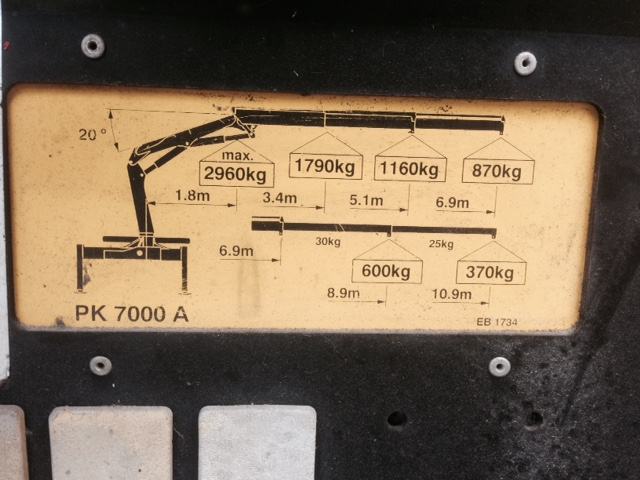 20°
max.
2960kg
1790kg
1160kg
870kg
1.8m
3.4m
5.1m
6.9m
6.9m
30kg
25kg
600kg
370kg
8.9m
10.9m
PK 7000 A
EB 1734